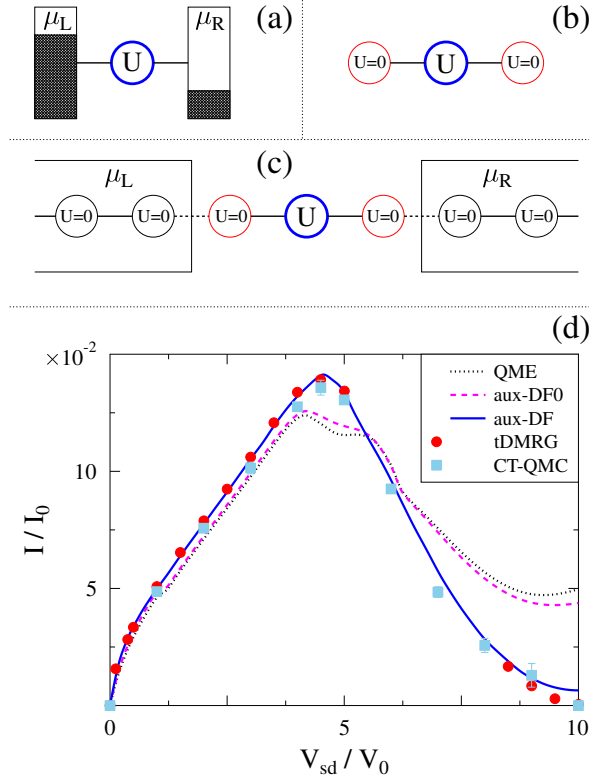 (a)
μL
μR
U
(b)
U=0
U
U=0
(c)
μL
μR
U=0
U=0
U=0
U
U=0
U=0
U=0
(d)
×10-2
QME
aux-DF0
aux-DF
tDMRG
CT-QMC
10
5
0
0
5
10
I / I0
Vsd / V0